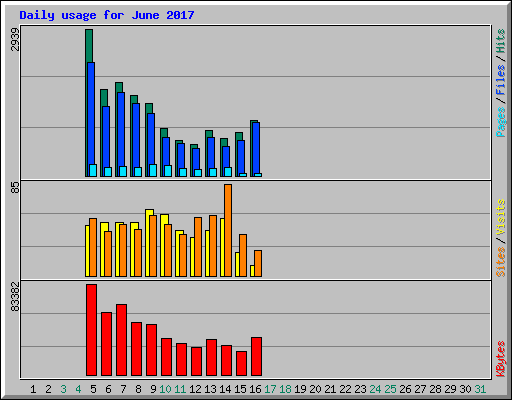 Daily usage for June 2017
2939
Pages / Files / Hits
85
Sites / Visits
83382
KBytes
1 2 3 4 5 6 7 8 9 10 11 12 13 14 15 16 17 18 19 20 21 22 23 24 25 26 27 28 29 30 31